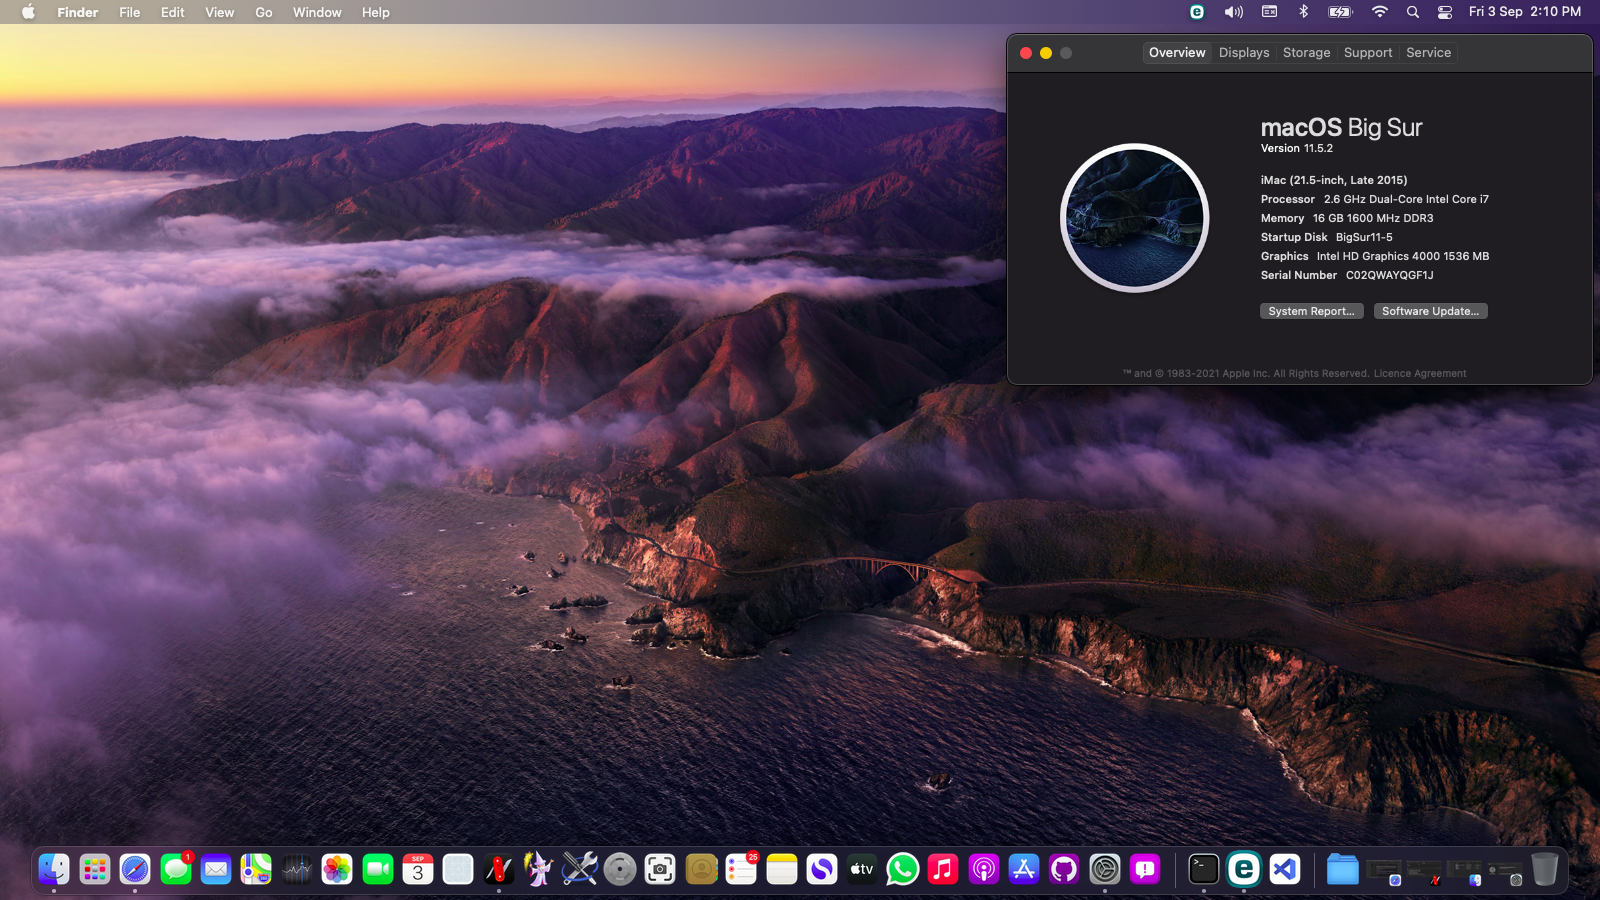 Finder File Edit View Go Window Help
Fri 3 Sep 2:10 PM
Overview Displays Storage Support Service
macOS Big Sur
Version 11.5.2
iMac (21.5-inch, Late 2015)
Processor 2.6 GHz Dual-Core Intel Core i7
Memory 16 GB 1600 MHz DDR3
Startup Disk BigSur11-5
Graphics Intel HD Graphics 4000 1536 MB
Serial Number C02QWAYQGF1J
System Report... Software Update...
™ and © 1983-2021 Apple Inc. All Rights Reserved. Licence Agreement
1
SEP
3
25
tv